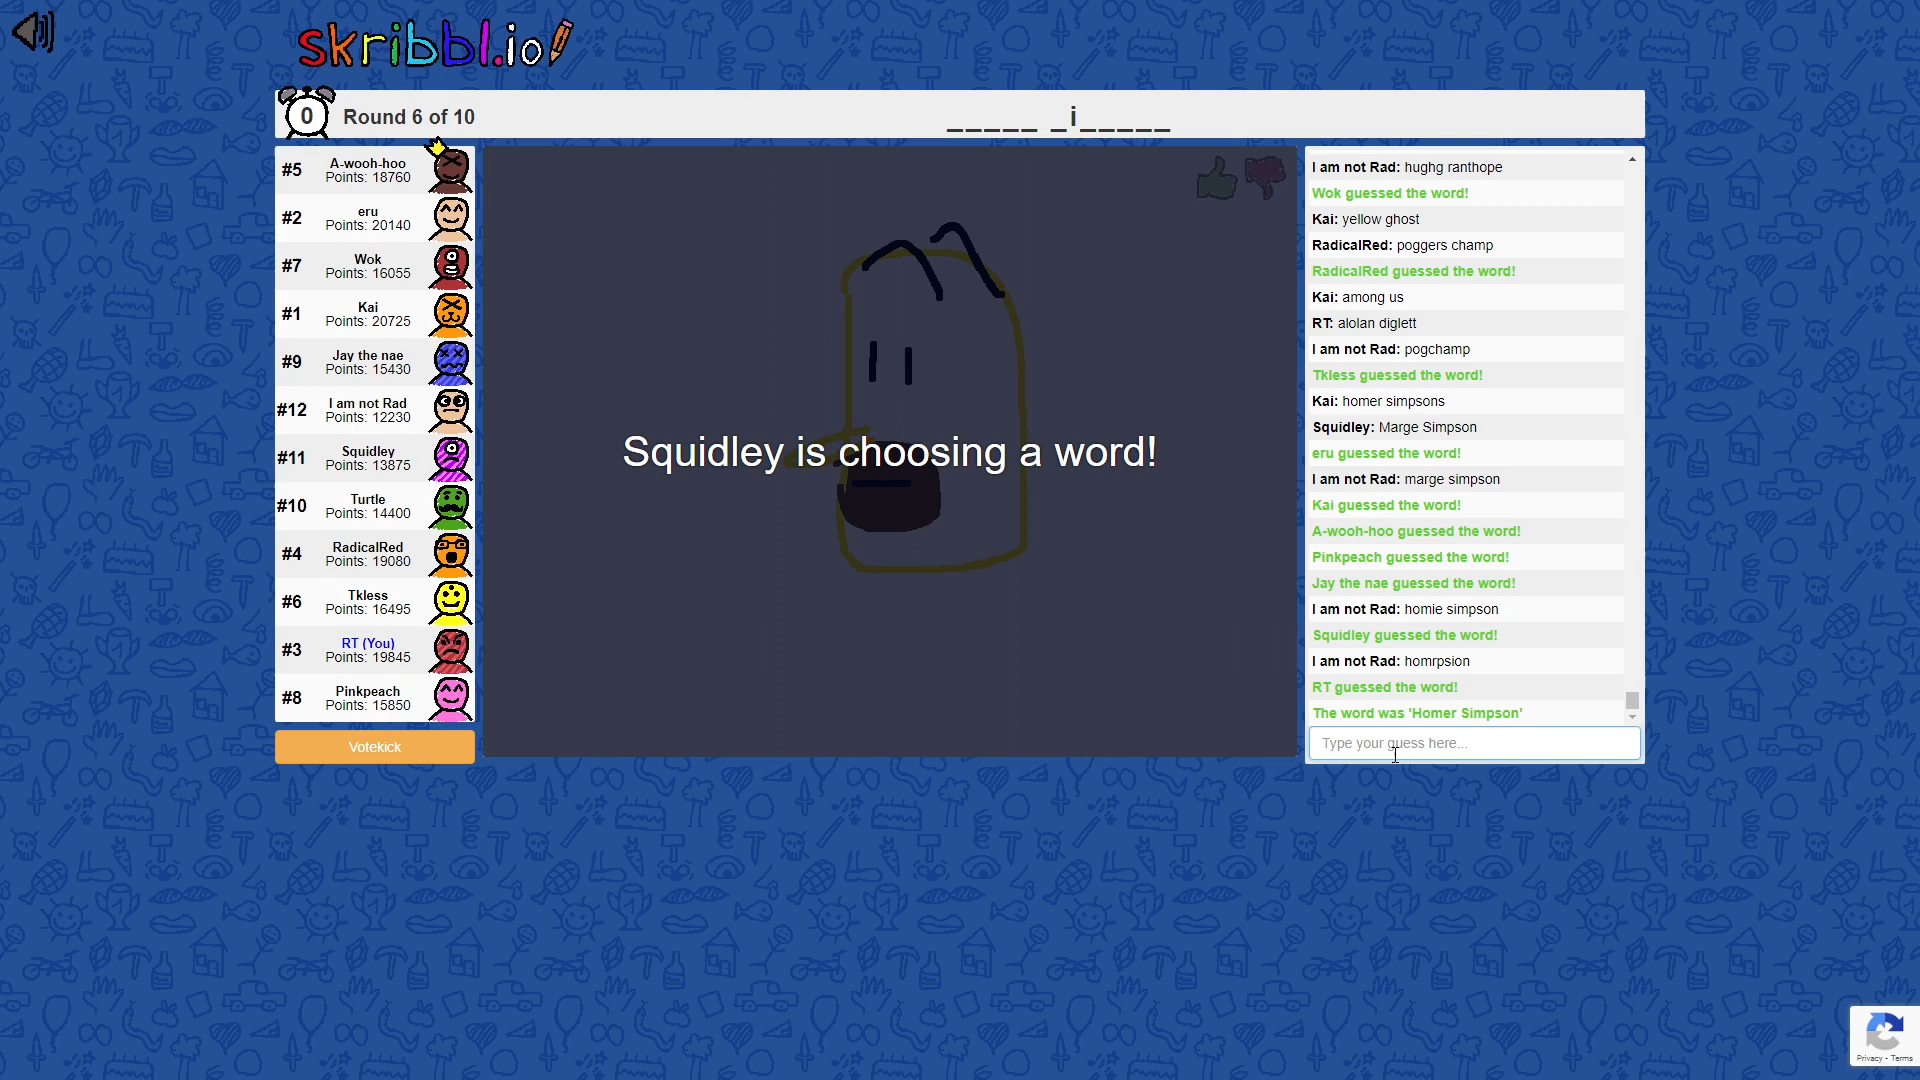 skribbl.io
0
Round 6 of 10
_____ _i_____
#5
A-wooh-hoo
Points: 18760
#2
eru
Points: 20140
#7
Wok
Points: 16055
#1
Kai
Points: 20725
#9
Jay the nae
Points: 15430
#12
I am not Rad
Points: 12230
#11
Squidley
Points: 13875
#10
Turtle
Points: 14400
#4
RadicalRed
Points: 19080
#6
Tkless
Points: 16495
#3
RT (You)
Points: 19845
#8
Pinkpeach
Points: 15850
Votekick
Squidley is choosing a word!
I am not Rad: hughg ranthope
Wok guessed the word!
Kai: yellow ghost
RadicalRed: poggers champ
RadicalRed guessed the word!
Kai: among us
RT: alolan diglett
I am not Rad: pogchamp
Tkless guessed the word!
Kai: homer simpsons
Squidley: Marge Simpson
eru guessed the word!
I am not Rad: marge simpson
Kai guessed the word!
A-wooh-hoo guessed the word!
Pinkpeach guessed the word!
Jay the nae guessed the word!
I am not Rad: homie simpson
Squidley guessed the word!
I am not Rad: homrpsion
RT guessed the word!
The word was 'Homer Simpson'
Type your guess here...
Privacy - Terms